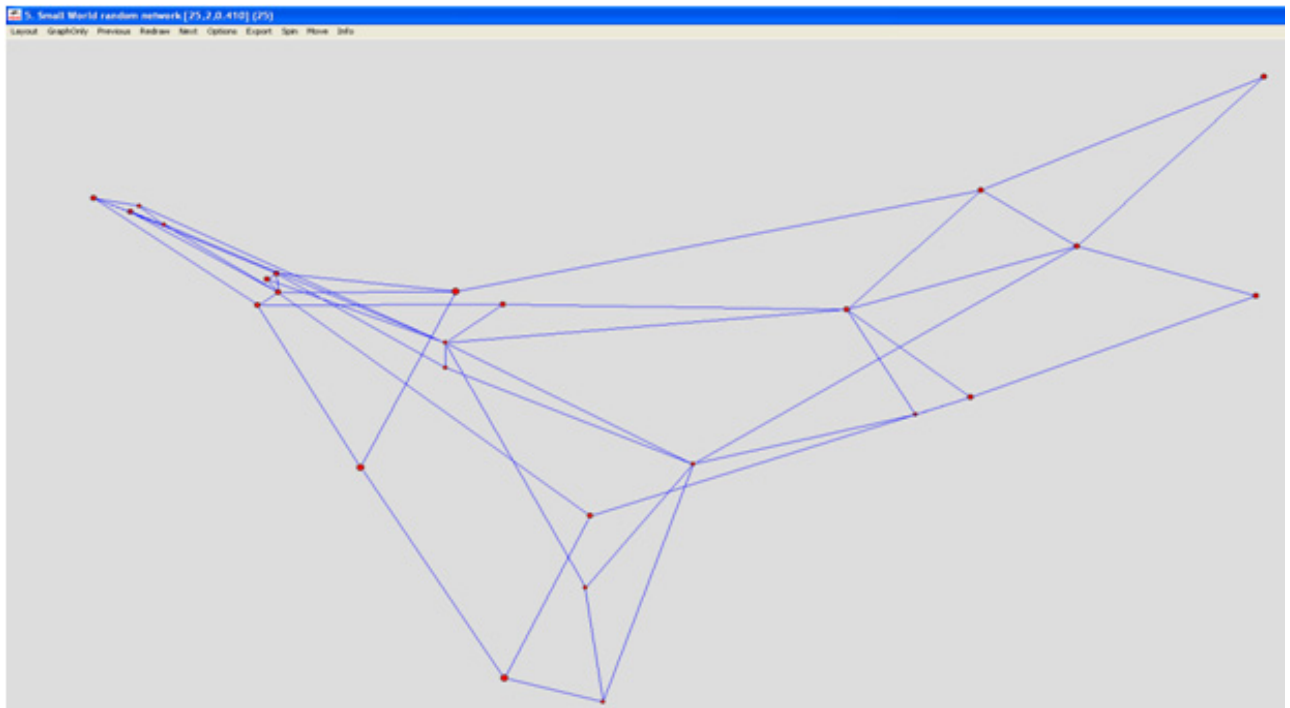 5. Small World random network [25,2,0.410] (25)
Layout GraphOnly Previous Redraw Next Options Export Spin Move Info